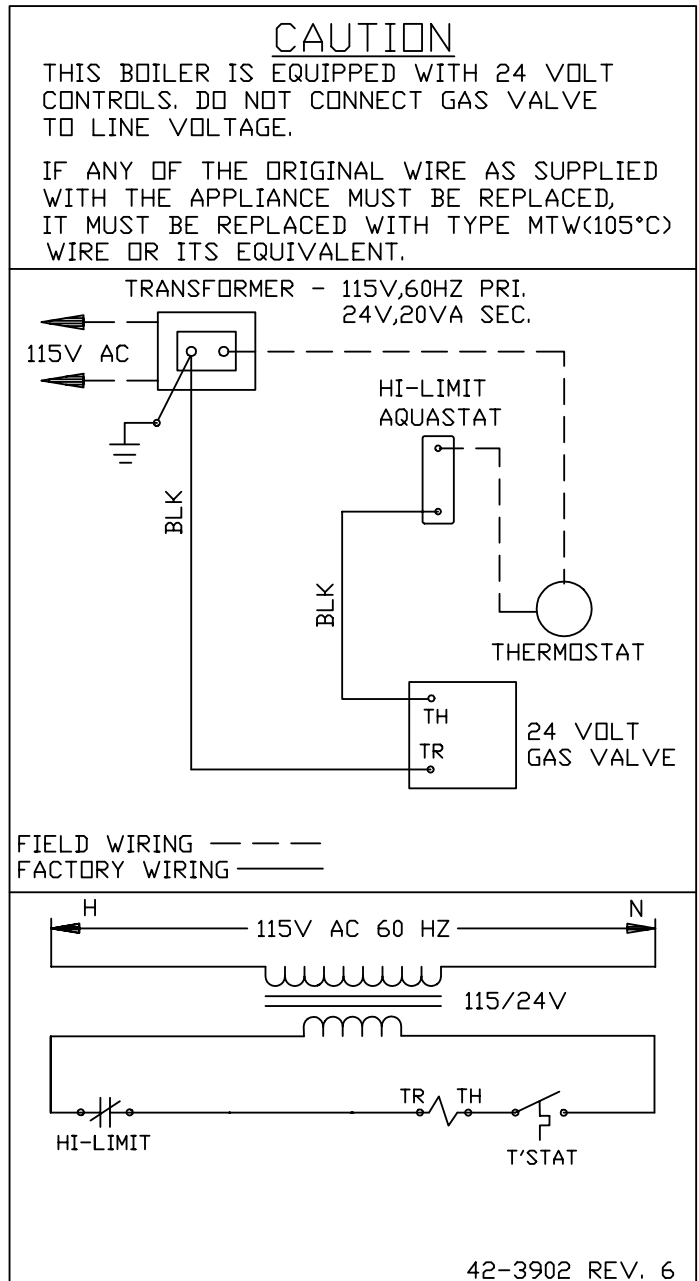 CAUTION
THIS BOILER IS EQUIPPED WITH 24 VOLT
CONTROLS. DO NOT CONNECT GAS VALVE
TO LINE VOLTAGE.
IF ANY OF THE ORIGINAL WIRE AS SUPPLIED
WITH THE APPLIANCE MUST BE REPLACED,
IT MUST BE REPLACED WITH TYPE MTW(105°C)
WIRE OR ITS EQUIVALENT.
TRANSFORMER - 115V,60HZ PRI.
24V,20VA SEC.
115V AC
HI-LIMIT
AQUASTAT
BLK
BLK
THERMOSTAT
TH
TR
24 VOLT
GAS VALVE
FIELD WIRING
FACTORY WIRING
H
N
115V AC 60 HZ
115/24V
TR TH
HI-LIMIT
T'STAT
42-3902 REV. 6